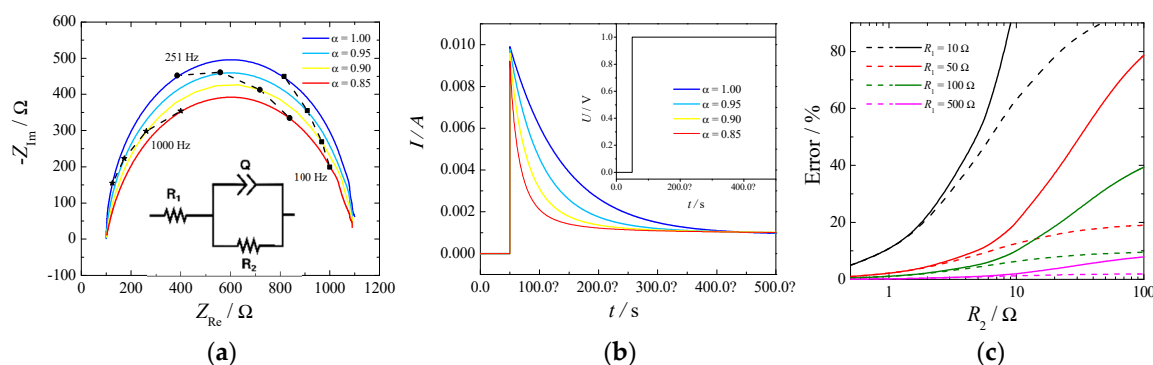 α = 1.00
α = 0.95
α = 0.90
α = 0.85
251 Hz
1000 Hz
100 Hz
Q
R1
R2
-ZIm / Ω
600
500
400
300
200
100
0
-100
0 200 400 600 800 1000 1200
ZRe / Ω
(a)
I / A
0.010
0.008
0.006
0.004
0.002
0.000
0.0 100.0? 200.0? 300.0? 400.0? 500.0?
t / s
α = 1.00
α = 0.95
α = 0.90
α = 0.85
U / V
1.0
0.8
0.6
0.4
0.2
0.0
0.0 200.0? 400.0?
t / s
(b)
Error / %
80
60
40
20
0
R1 = 10 Ω
R1 = 50 Ω
R1 = 100 Ω
R1 = 500 Ω
1 10 100
R2 / Ω
(c)